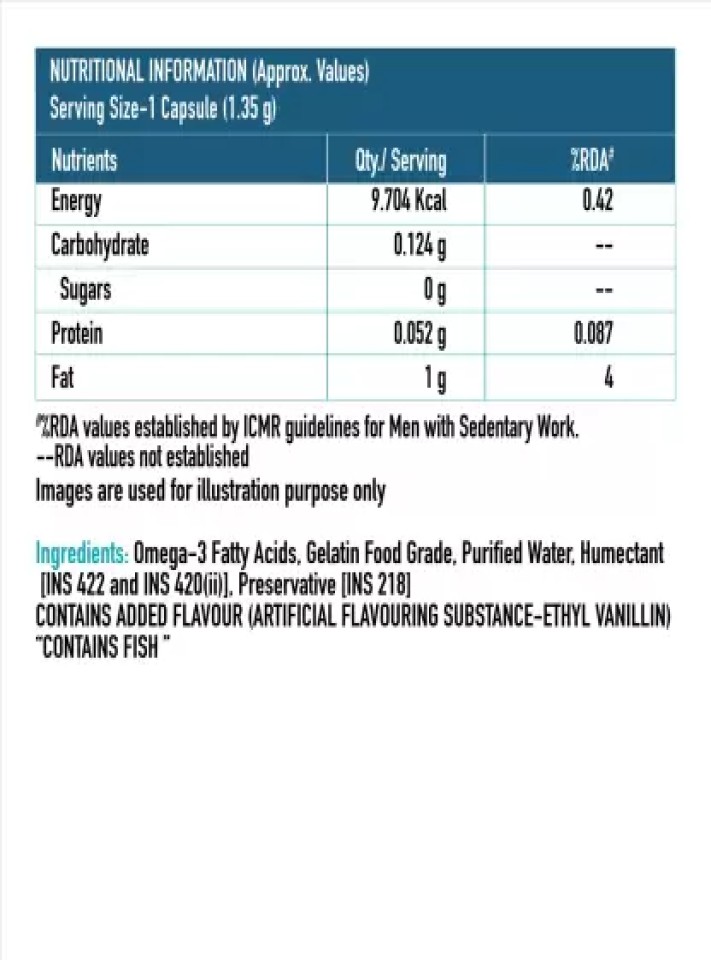 NUTRITIONAL INFORMATION (Approx. Values)
Serving Size-1 Capsule (1.35 g)
Nutrients Qty./ Serving %RDA#
Energy 9.704 Kcal 0.42
Carbohydrate 0.124 g --
Sugars 0 g --
Protein 0.052 g 0.087
Fat 1 g 4
#%RDA values established by ICMR guidelines for Men with Sedentary Work.
--RDA values not established
Images are used for illustration purpose only
Ingredients: Omega-3 Fatty Acids, Gelatin Food Grade, Purified Water, Humectant
[INS 422 and INS 420(ii)], Preservative [INS 218]
CONTAINS ADDED FLAVOUR (ARTIFICIAL FLAVOURING SUBSTANCE-ETHYL VANILLIN)
"CONTAINS FISH "